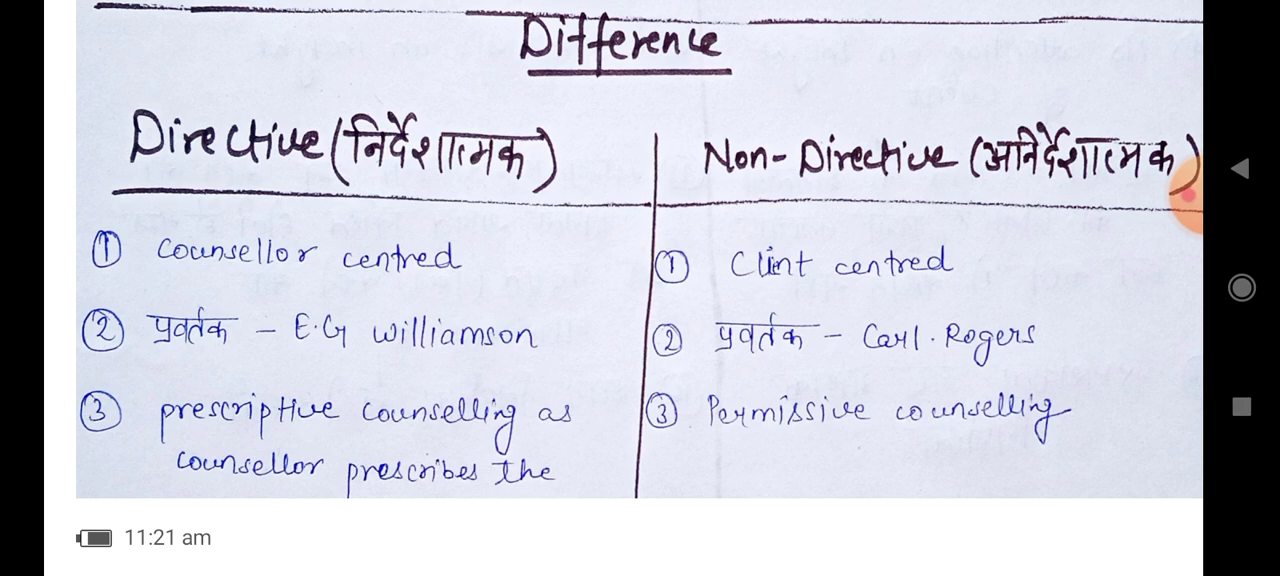 Difference
Directive (निर्देशात्मक)
Non-Directive (अनिर्देशात्मक)
① counsellor centred
① Clint centred
② प्रवर्तक - E.G williamson
② प्रवर्तक - Carl. Rogers
③ prescriptive counselling as
③ Permissive counselling
counsellor prescribes the
11:21 am